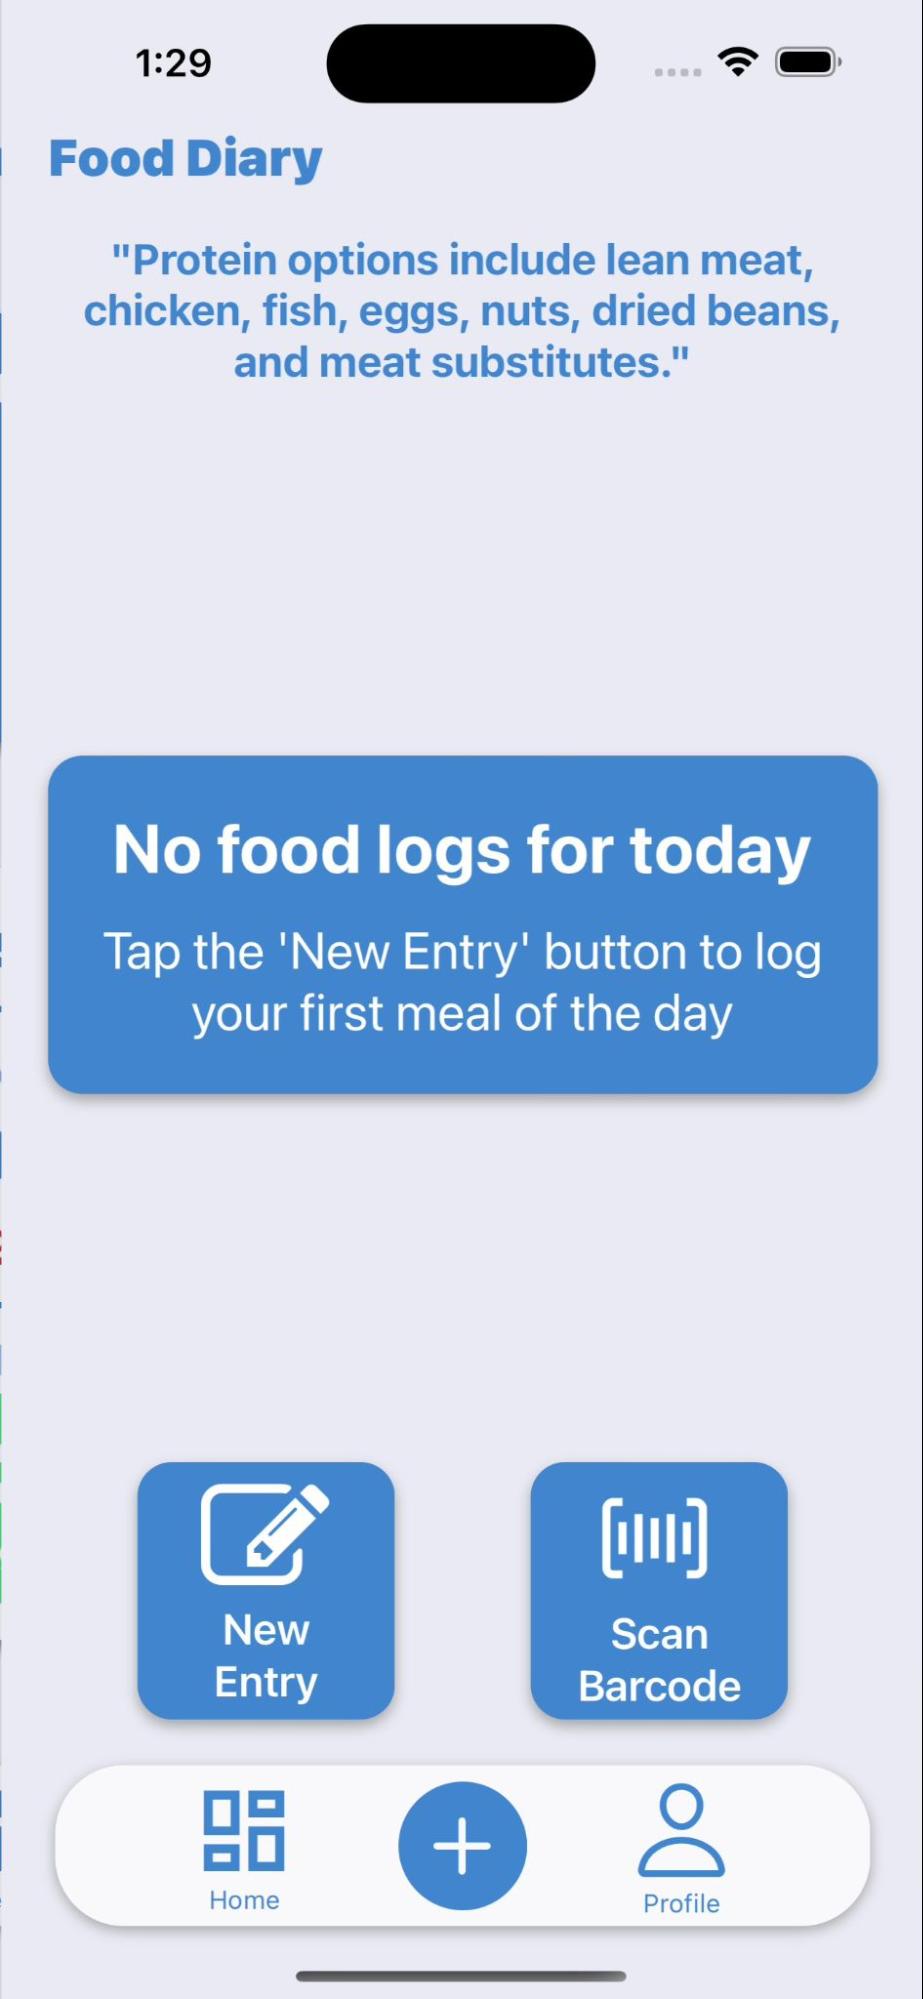 1:29
Food Diary
"Protein options include lean meat,
chicken, fish, eggs, nuts, dried beans,
and meat substitutes."
No food logs for today
Tap the 'New Entry' button to log
your first meal of the day
New
Entry
Scan
Barcode
Home
Profile